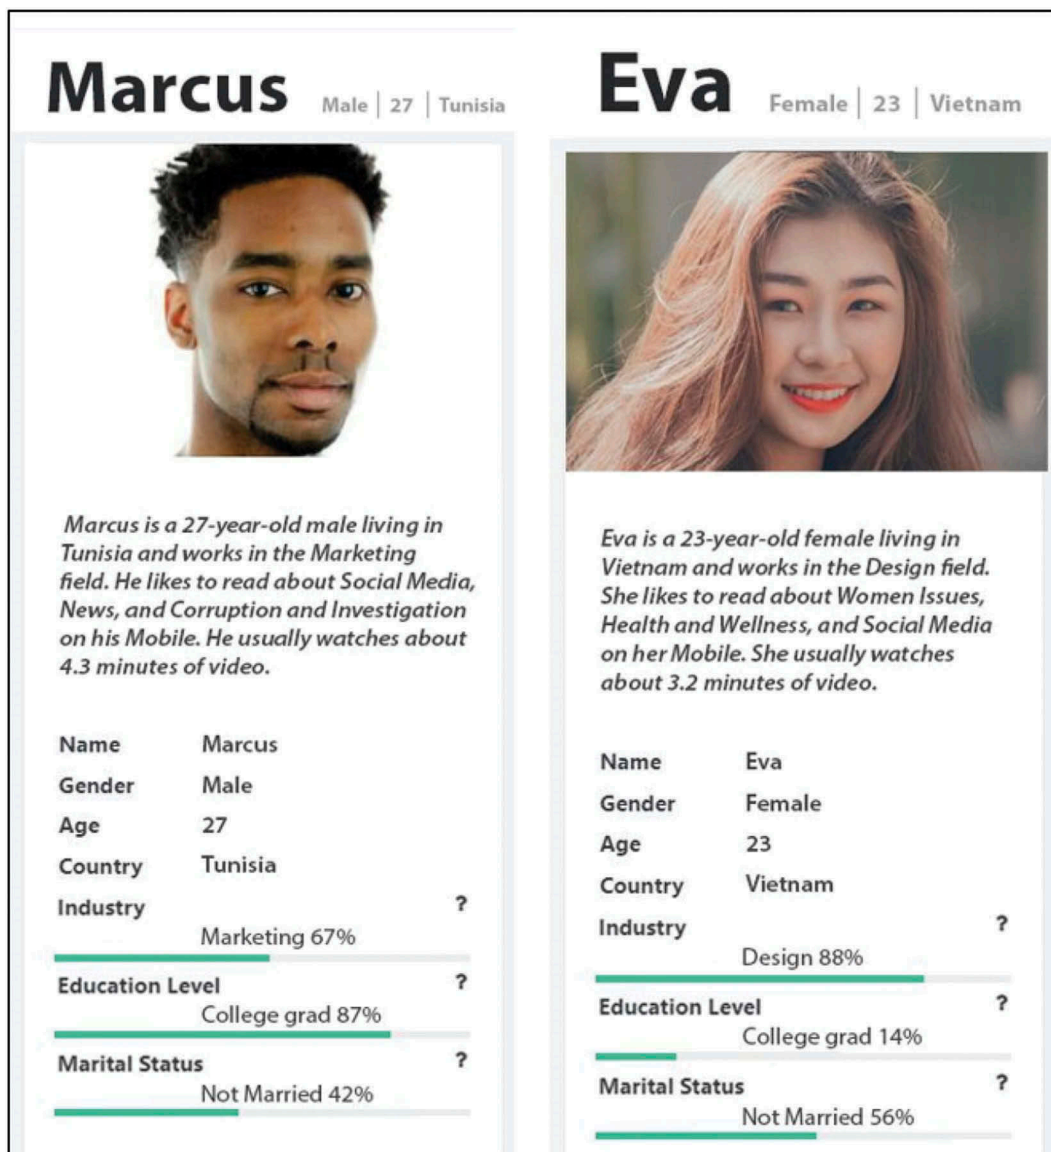 Marcus Male | 27 | Tunisia
Marcus is a 27-year-old male living in
Tunisia and works in the Marketing
field. He likes to read about Social Media,
News, and Corruption and Investigation
on his Mobile. He usually watches about
4.3 minutes of video.
Name Marcus
Gender Male
Age 27
Country Tunisia
Industry ?
Marketing 67%
Education Level ?
College grad 87%
Marital Status ?
Not Married 42%
Eva Female | 23 | Vietnam
Eva is a 23-year-old female living in
Vietnam and works in the Design field.
She likes to read about Women Issues,
Health and Wellness, and Social Media
on her Mobile. She usually watches
about 3.2 minutes of video.
Name Eva
Gender Female
Age 23
Country Vietnam
Industry ?
Design 88%
Education Level ?
College grad 14%
Marital Status ?
Not Married 56%